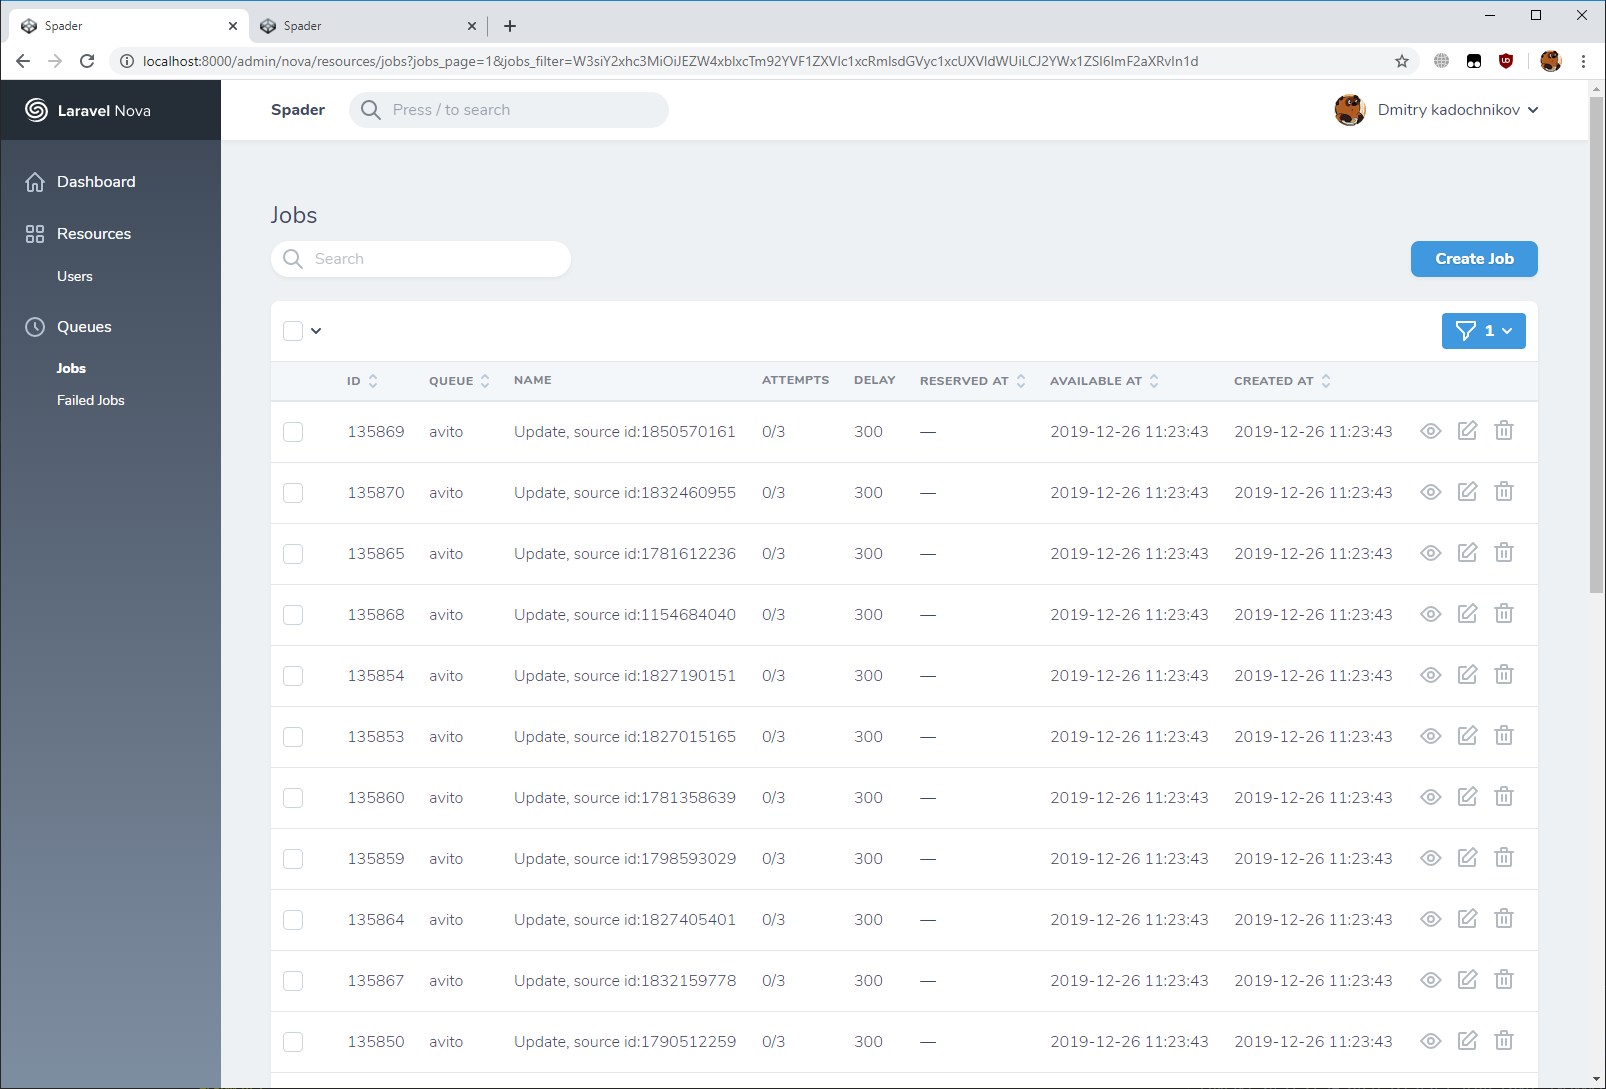 Spader
Spader
localhost:8000/admin/nova/resources/jobs?jobs_page=1&jobs_filter=W3siY2xhc3MiOiJEZW4xblxcTm92YVF1ZXVlc1xcRmlsdGVyc1xcUXVldWUiLCJ2YWx1ZSI6ImF2aXRvIn1d
Laravel Nova
Spader
Press / to search
Dmitry kadochnikov
Dashboard
Resources
Users
Queues
Jobs
Failed Jobs
Jobs
Search
Create Job
1
ID QUEUE NAME ATTEMPTS DELAY RESERVED AT AVAILABLE AT CREATED AT
135869 avito Update, source id:1850570161 0/3 300 — 2019-12-26 11:23:43 2019-12-26 11:23:43
135870 avito Update, source id:1832460955 0/3 300 — 2019-12-26 11:23:43 2019-12-26 11:23:43
135865 avito Update, source id:1781612236 0/3 300 — 2019-12-26 11:23:43 2019-12-26 11:23:43
135868 avito Update, source id:1154684040 0/3 300 — 2019-12-26 11:23:43 2019-12-26 11:23:43
135854 avito Update, source id:1827190151 0/3 300 — 2019-12-26 11:23:43 2019-12-26 11:23:43
135853 avito Update, source id:1827015165 0/3 300 — 2019-12-26 11:23:43 2019-12-26 11:23:43
135860 avito Update, source id:1781358639 0/3 300 — 2019-12-26 11:23:43 2019-12-26 11:23:43
135859 avito Update, source id:1798593029 0/3 300 — 2019-12-26 11:23:43 2019-12-26 11:23:43
135864 avito Update, source id:1827405401 0/3 300 — 2019-12-26 11:23:43 2019-12-26 11:23:43
135867 avito Update, source id:1832159778 0/3 300 — 2019-12-26 11:23:43 2019-12-26 11:23:43
135850 avito Update, source id:1790512259 0/3 300 — 2019-12-26 11:23:43 2019-12-26 11:23:43